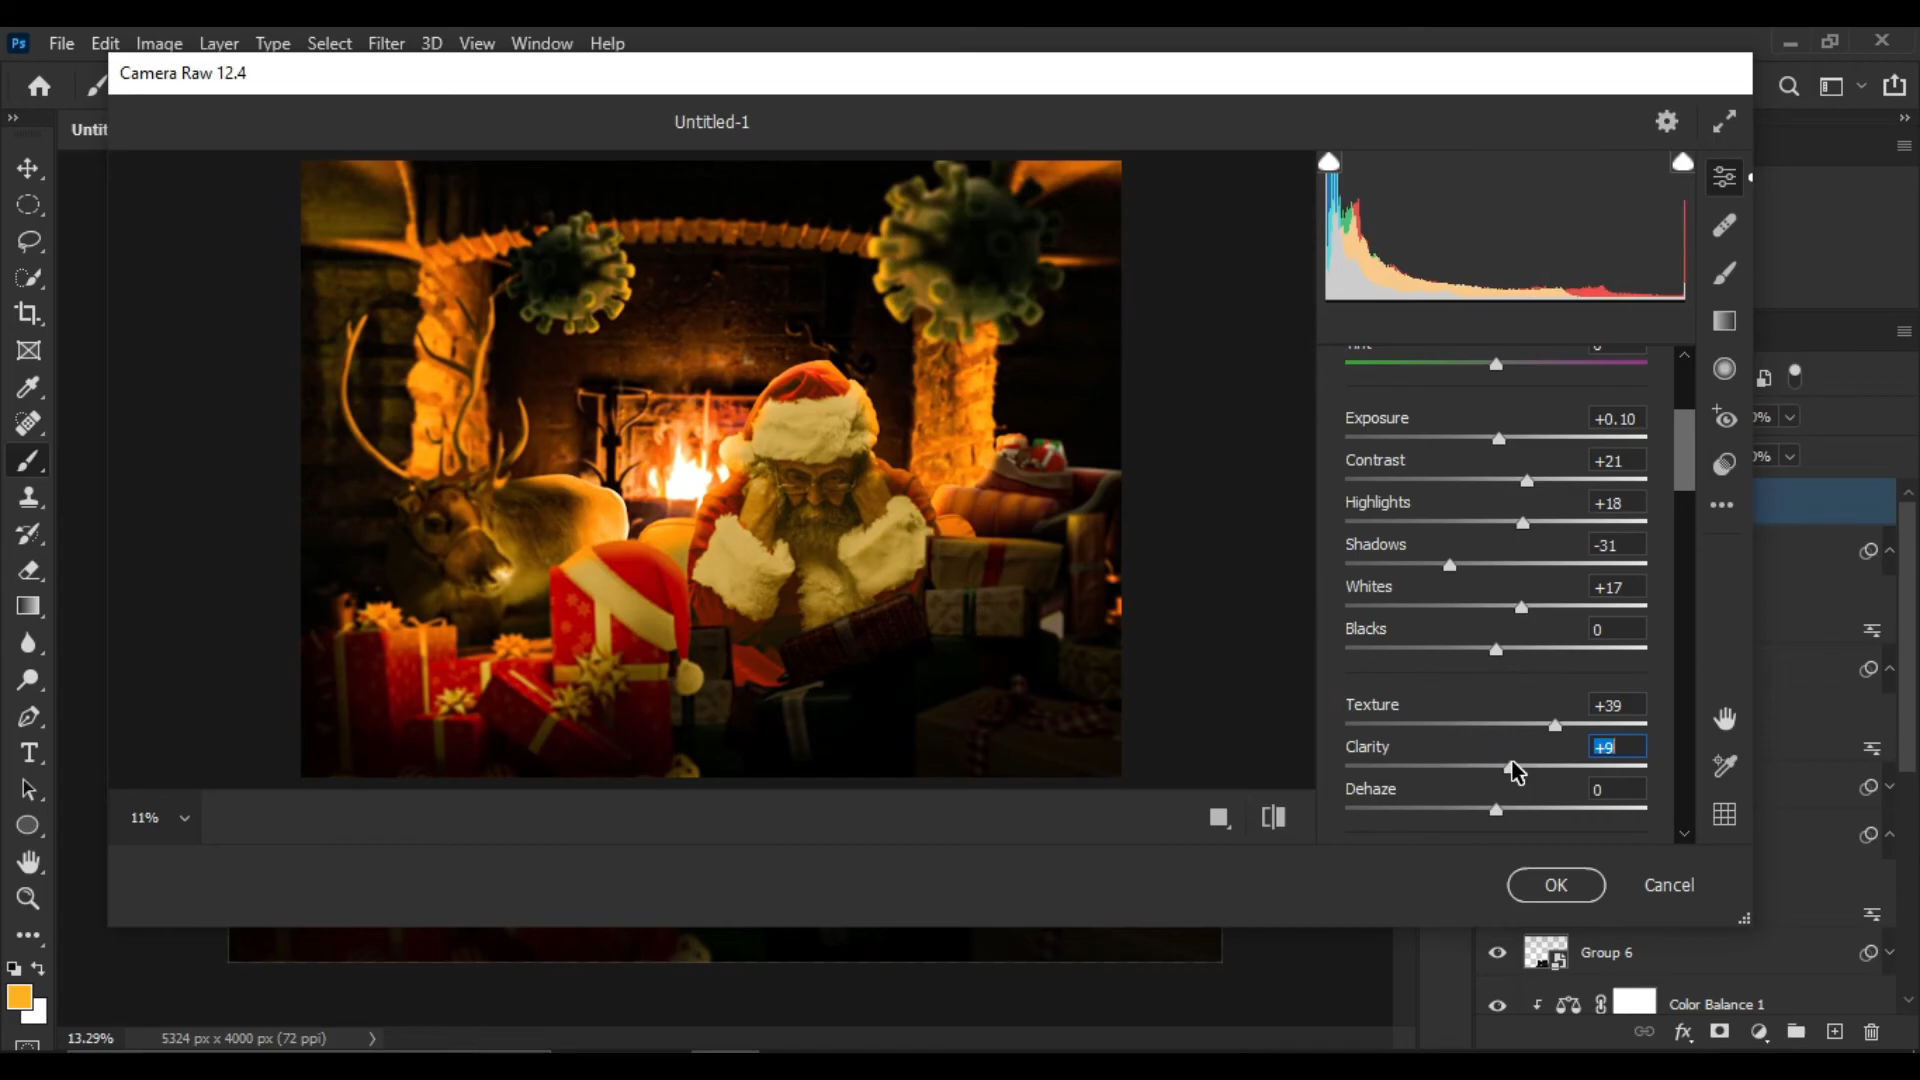 Ps File Edit Image Layer Type Select Filter 3D View Window Help
Camera Raw 12.4
Untit
Untitled-1
Exposure +0.10
Contrast +21
Highlights +18
Shadows -31
Whites +17
Blacks 0
Texture +39
Clarity +9
Dehaze 0
11%
OK Cancel
Group 6
Color Balance 1
13.29% 5324 px x 4000 px (72 ppi)
fx